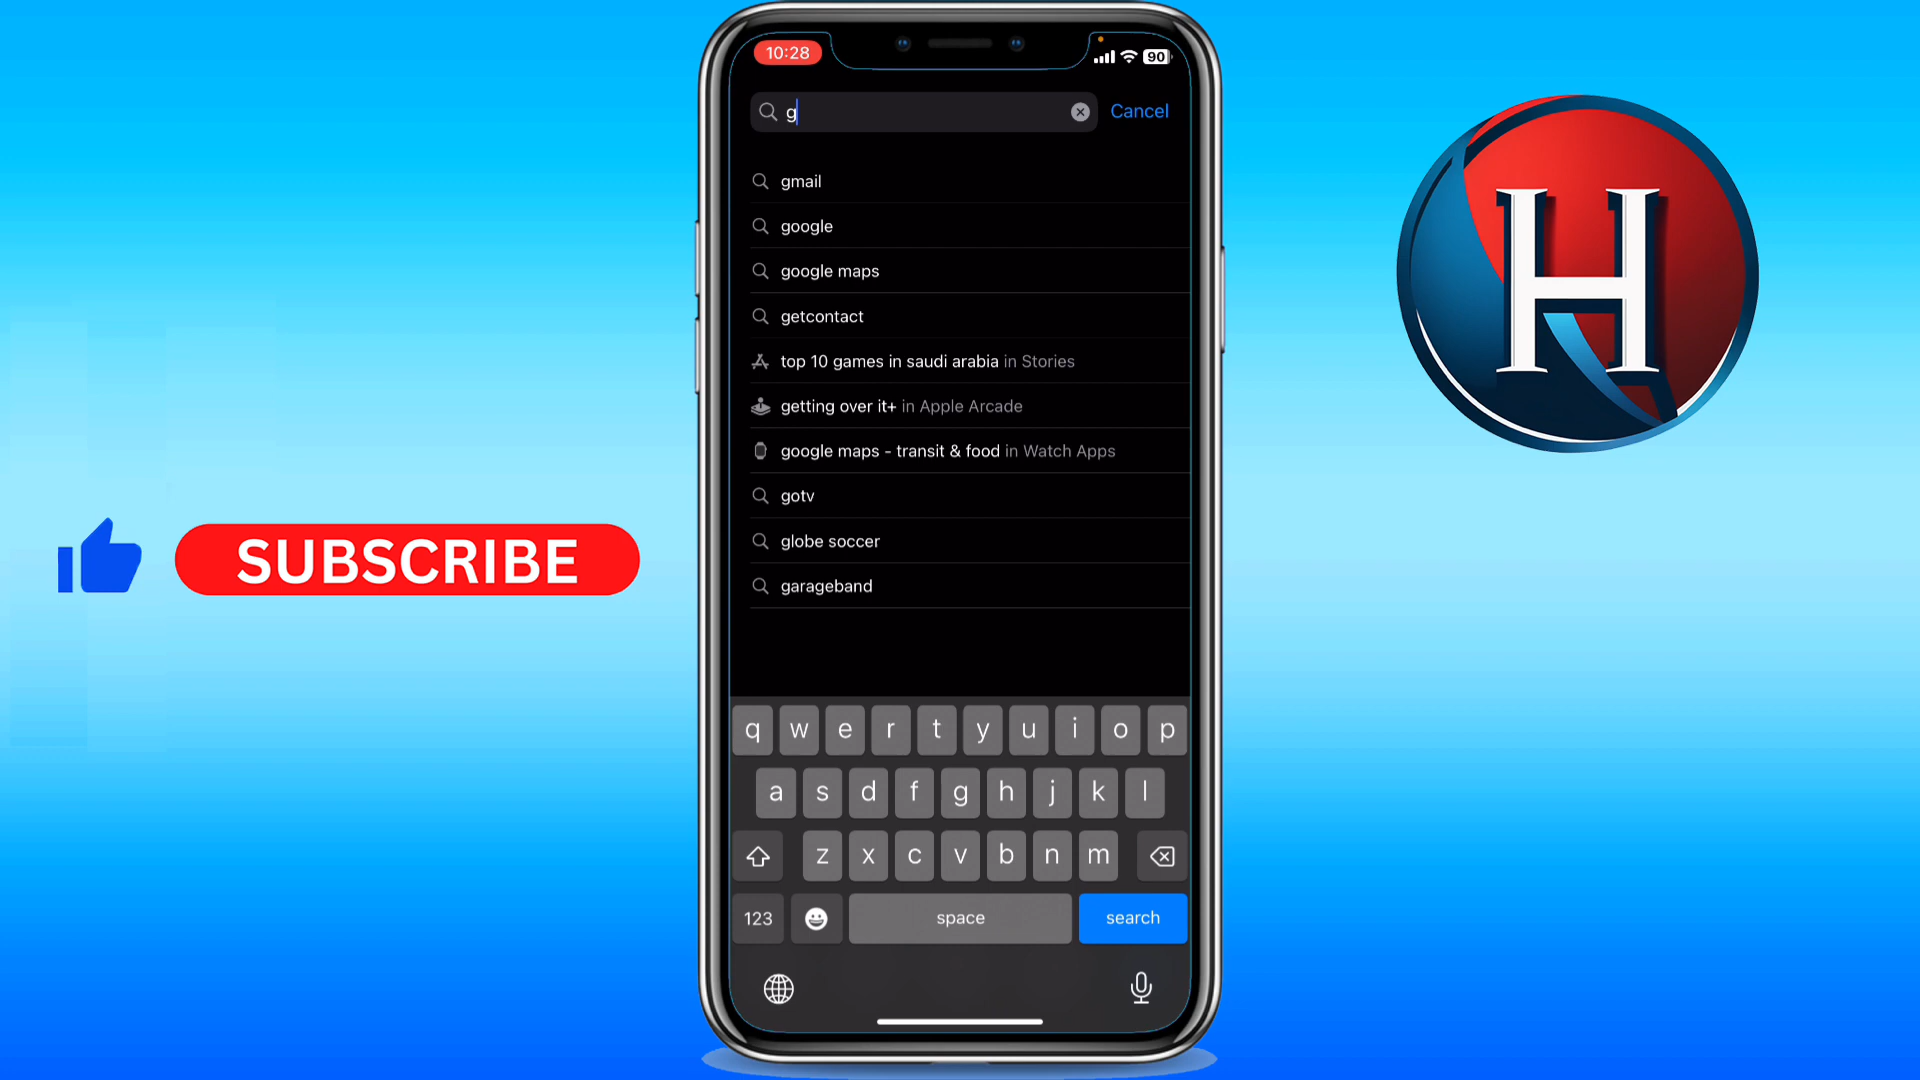 10:28
90
g
Cancel
gmail
google
google maps
getcontact
top 10 games in saudi arabia in Stories
getting over it+ in Apple Arcade
google maps - transit & food in Watch Apps
gotv
globe soccer
garageband
q w e r t y u i o p
a s d f g h j k l
z x c v b n m
123 space search
SUBSCRIBE
H